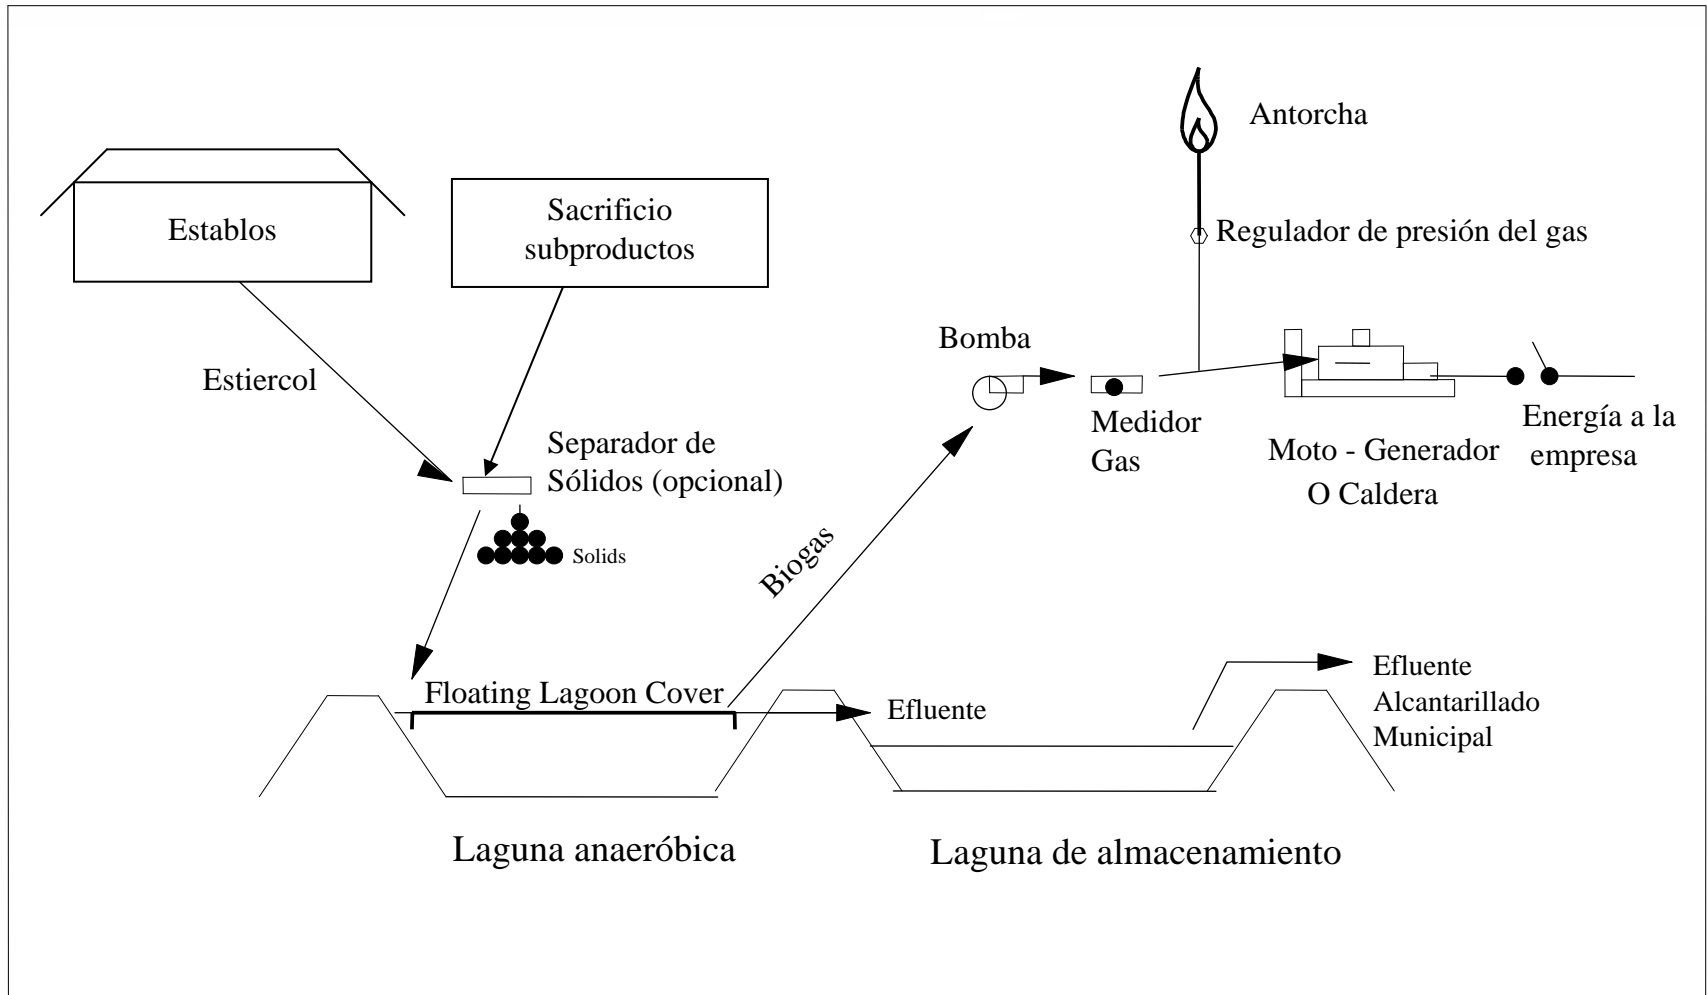 Antorcha
Establos
Sacrificio
subproductos
Regulador de presión del gas
Bomba
Estiercol
Medidor
Gas
Moto - Generador
O Caldera
Energía a la
empresa
Separador de
Sólidos (opcional)
Solids
Biogas
Floating Lagoon Cover
Efluente
Efluente
Alcantarillado
Municipal
Laguna anaeróbica
Laguna de almacenamiento